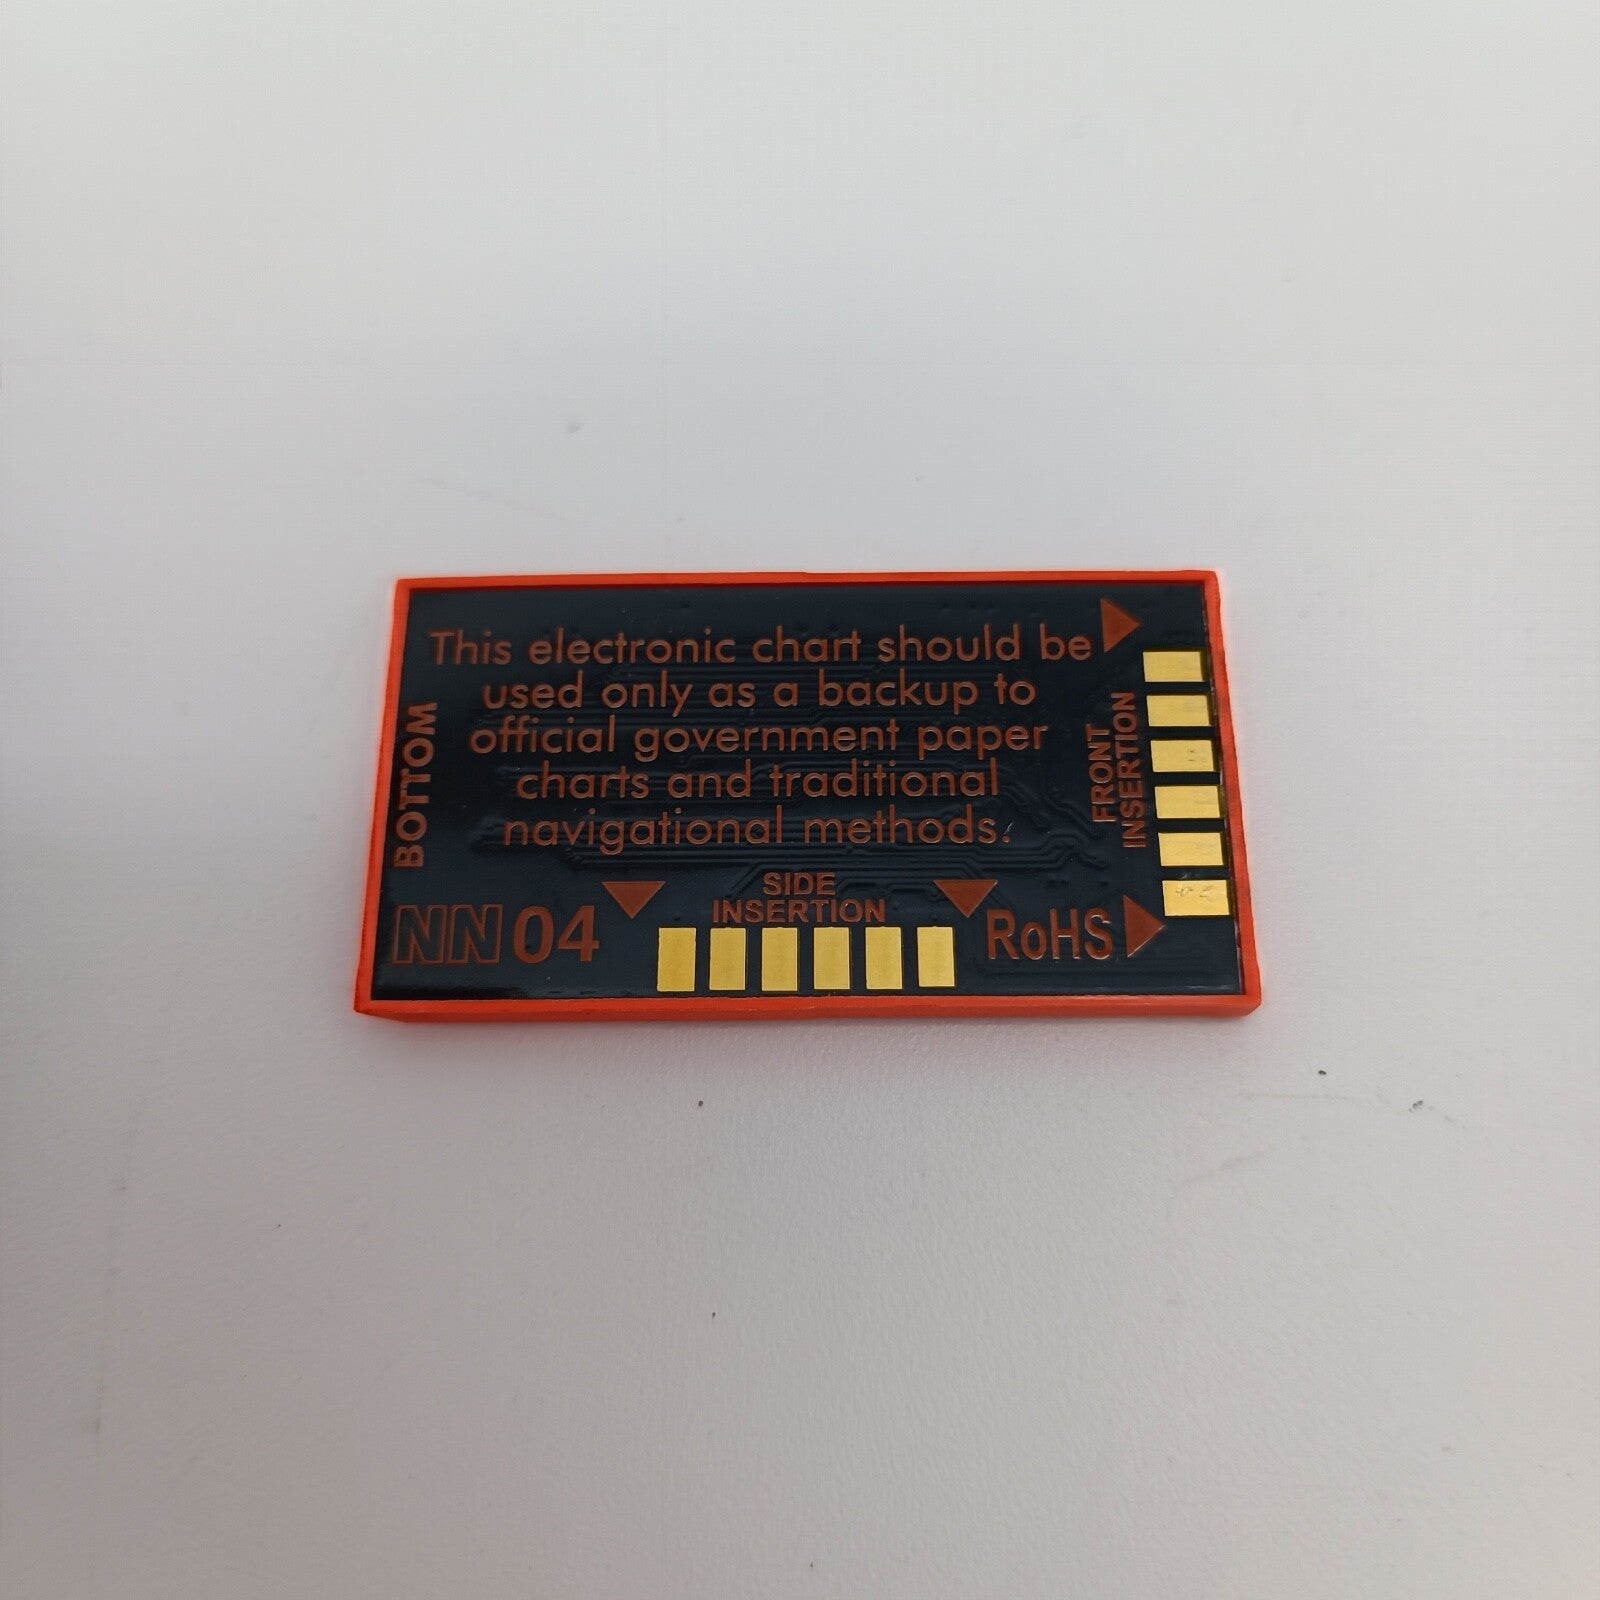 This electronic chart should be
used only as a backup to
official government paper
charts and traditional
navigational methods.
BOTTOM
FRONT
INSERTION
SIDE
INSERTION
NN 04
RoHS